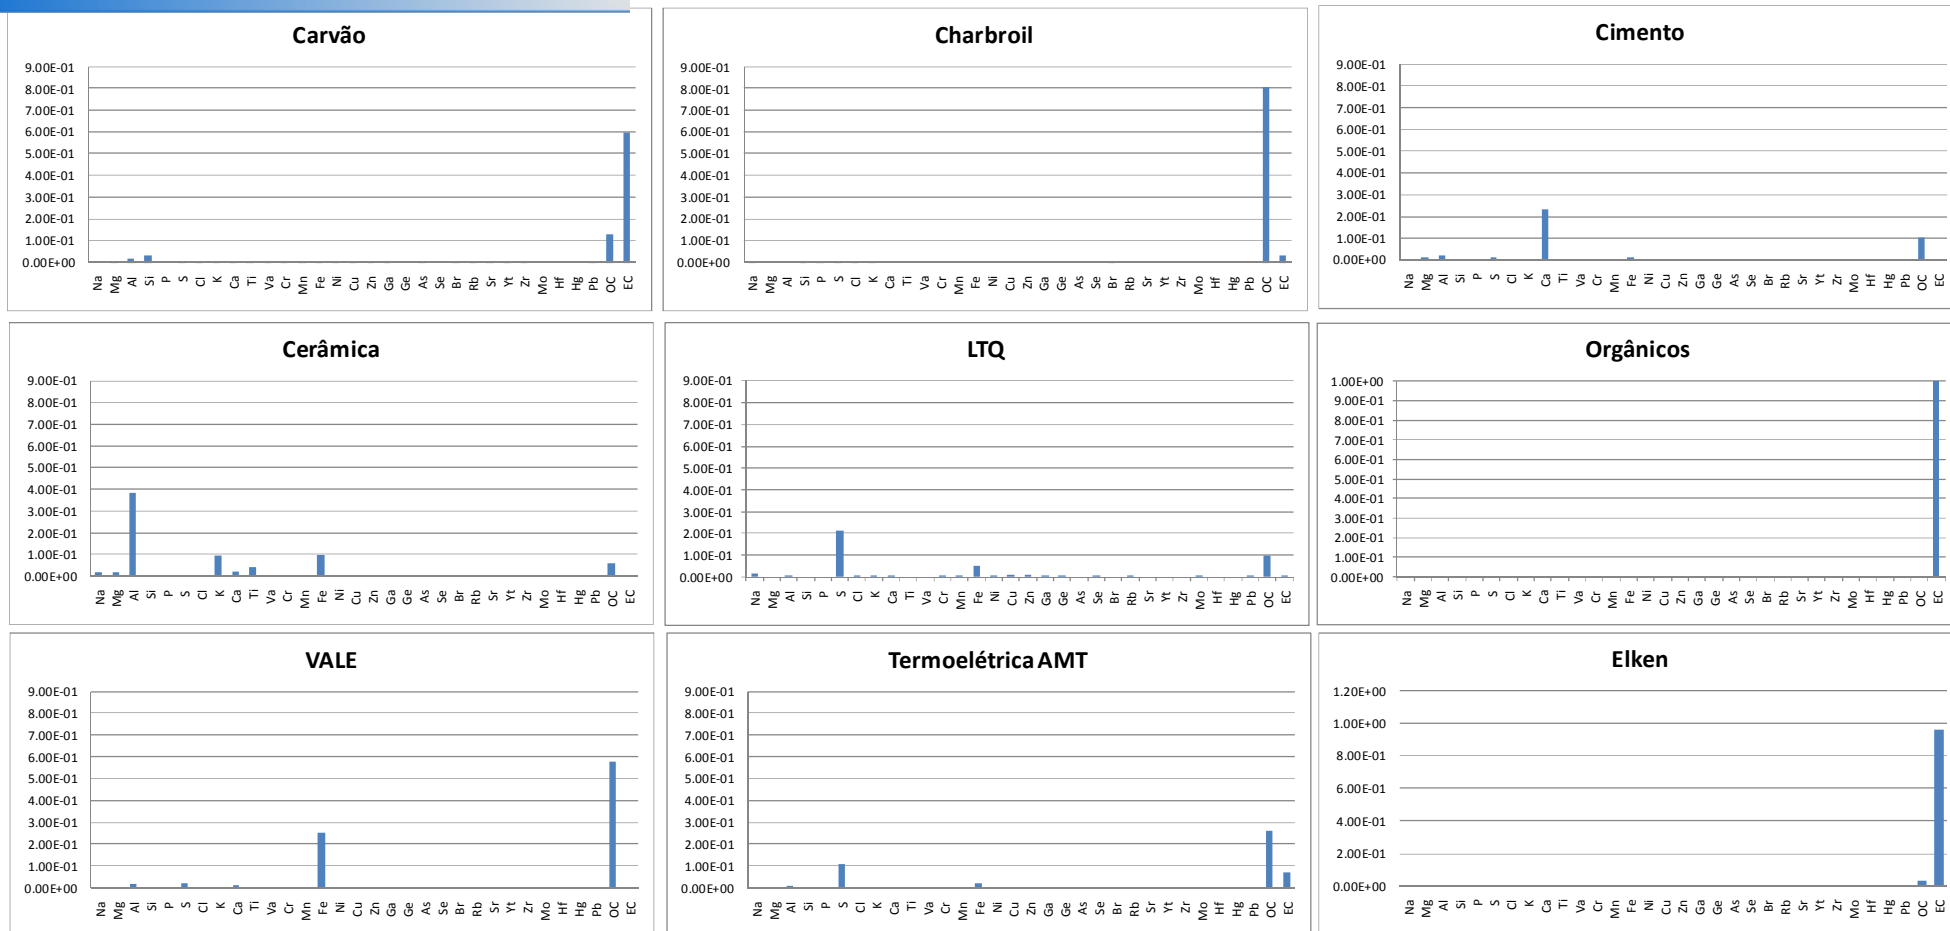 Carvão
9.00E-01
8.00E-01
7.00E-01
6.00E-01
5.00E-01
4.00E-01
3.00E-01
2.00E-01
1.00E-01
0.00E+00
Na Mg Al Si P S Cl K Ca Ti Va Cr Mn Fe Ni Cu Zn Ga Ge As Se Br Rb Sr Yt Zr Mo Hf Hg Pb OC EC
Charbroil
9.00E-01
8.00E-01
7.00E-01
6.00E-01
5.00E-01
4.00E-01
3.00E-01
2.00E-01
1.00E-01
0.00E+00
Na Mg Al Si P S Cl K Ca Ti Va Cr Mn Fe Ni Cu Zn Ga Ge As Se Br Rb Sr Yt Zr Mo Hf Hg Pb OC EC
Cimento
9.00E-01
8.00E-01
7.00E-01
6.00E-01
5.00E-01
4.00E-01
3.00E-01
2.00E-01
1.00E-01
0.00E+00
Na Mg Al Si P S Cl K Ca Ti Va Cr Mn Fe Ni Cu Zn Ga Ge As Se Br Rb Sr Yt Zr Mo Hf Hg Pb OC EC
Cerâmica
9.00E-01
8.00E-01
7.00E-01
6.00E-01
5.00E-01
4.00E-01
3.00E-01
2.00E-01
1.00E-01
0.00E+00
Na Mg Al Si P S Cl K Ca Ti Va Cr Mn Fe Ni Cu Zn Ga Ge As Se Br Rb Sr Yt Zr Mo Hf Hg Pb OC EC
LTQ
9.00E-01
8.00E-01
7.00E-01
6.00E-01
5.00E-01
4.00E-01
3.00E-01
2.00E-01
1.00E-01
0.00E+00
Na Mg Al Si P S Cl K Ca Ti Va Cr Mn Fe Ni Cu Zn Ga Ge As Se Br Rb Sr Yt Zr Mo Hf Hg Pb OC EC
Orgânicos
1.00E+00
9.00E-01
8.00E-01
7.00E-01
6.00E-01
5.00E-01
4.00E-01
3.00E-01
2.00E-01
1.00E-01
0.00E+00
Na Mg Al Si P S Cl K Ca Ti Va Cr Mn Fe Ni Cu Zn Ga Ge As Se Br Rb Sr Yt Zr Mo Hf Hg Pb OC EC
VALE
9.00E-01
8.00E-01
7.00E-01
6.00E-01
5.00E-01
4.00E-01
3.00E-01
2.00E-01
1.00E-01
0.00E+00
Na Mg Al Si P S Cl K Ca Ti Va Cr Mn Fe Ni Cu Zn Ga Ge As Se Br Rb Sr Yt Zr Mo Hf Hg Pb OC EC
Termoelétrica AMT
9.00E-01
8.00E-01
7.00E-01
6.00E-01
5.00E-01
4.00E-01
3.00E-01
2.00E-01
1.00E-01
0.00E+00
Na Mg Al Si P S Cl K Ca Ti Va Cr Mn Fe Ni Cu Zn Ga Ge As Se Br Rb Sr Yt Zr Mo Hf Hg Pb OC EC
Elken
1.20E+00
1.00E+00
8.00E-01
6.00E-01
4.00E-01
2.00E-01
0.00E+00
Na Mg Al Si P S Cl K Ca Ti Va Cr Mn Fe Ni Cu Zn Ga Ge As Se Br Rb Sr Yt Zr Mo Hf Hg Pb OC EC